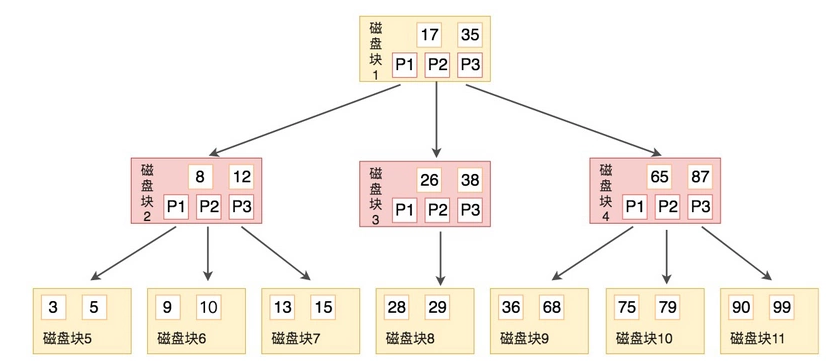 磁盘块1
17 35
P1 P2 P3
磁盘块2
8 12
P1 P2 P3
磁盘块3
26 38
P1 P2 P3
磁盘块4
65 87
P1 P2 P3
3 5
磁盘块5
9 10
磁盘块6
13 15
磁盘块7
28 29
磁盘块8
36 68
磁盘块9
75 79
磁盘块10
90 99
磁盘块11